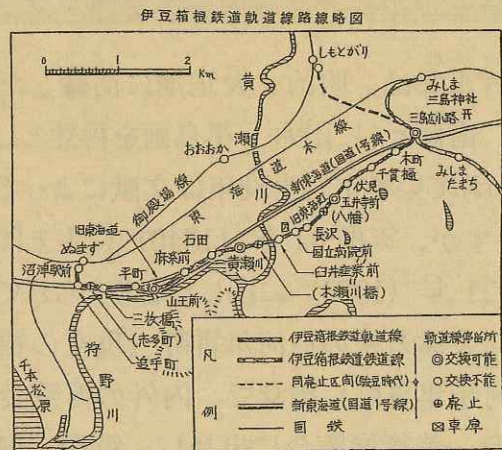 伊豆箱根鉄道軌道線路線略図
0 1 2
Km.
しもとがり
黄
瀬
川
みしま
三島神社
三島広小路
おおおか
御殿場線
東海道本線
新東海道(国道1号線)
旧東海道
木町
千貫樋
伏見
玉井寺前
(八幡)
長沢
国立病院前
臼井産業前
(木瀬川橋)
みしま
たまち
旧東海道
石田
麻糸前
黄瀬川
ぬまづ
沼津駅前
平町
山王前
三枚橋
(志多町)
追手町
狩
野
川
千本松原
凡
例
伊豆箱根鉄道軌道線
伊豆箱根鉄道鉄道線
同廃止区間(駿豆時代)
新東海道(国道1号線)
国鉄
軌道線停留所
交換可能
交換不能
廃止
車庫